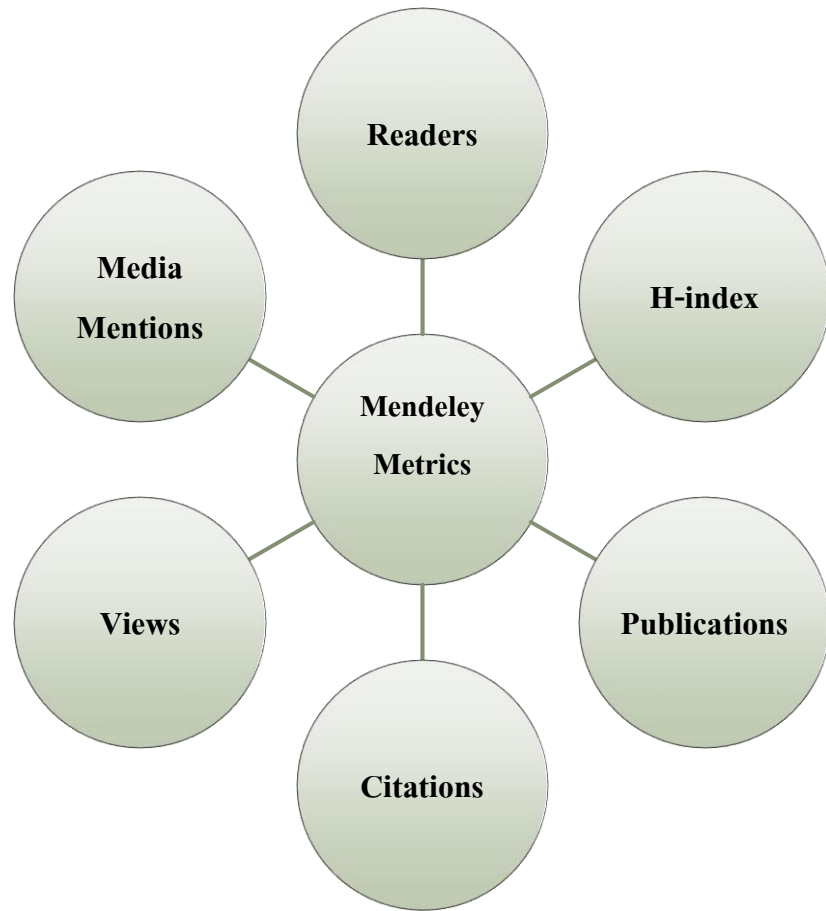 Readers
Media
Mentions
H-index
Mendeley
Metrics
Views
Publications
Citations